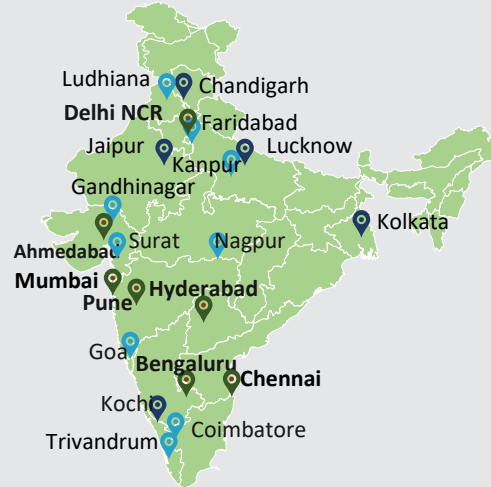 Ludhiana
Chandigarh
Delhi NCR
Faridabad
Jaipur
Kanpur
Lucknow
Gandhinagar
Kolkata
Ahmedabad
Surat
Nagpur
Mumbai
Pune
Hyderabad
Goa
Bengaluru
Chennai
Kochi
Coimbatore
Trivandrum